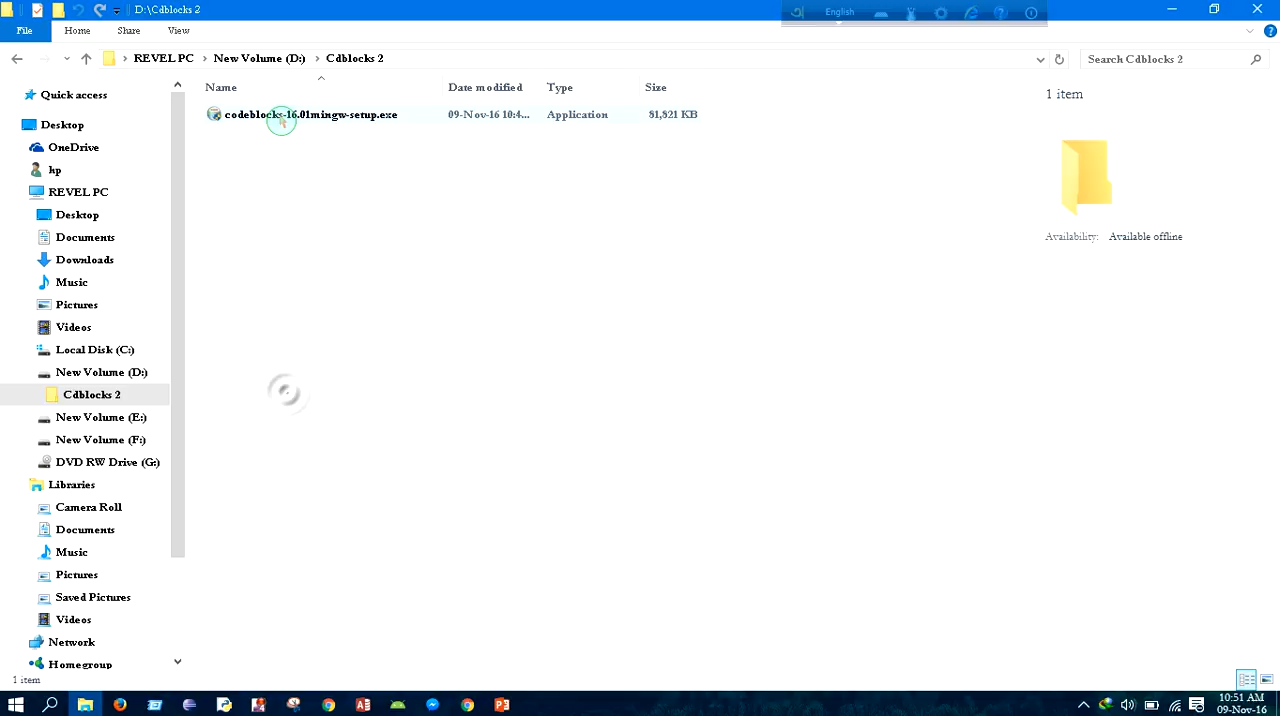 D:\Cdblocks 2
English
File Home Share View
REVEL PC New Volume (D:) Cdblocks 2
Search Cdblocks 2
Name Date modified Type Size
codeblocks-16.01mingw-setup.exe 09-Nov-16 10:4... Application 81,821 KB
1 item
Availability: Available offline
Quick access
Desktop
OneDrive
hp
REVEL PC
Desktop
Documents
Downloads
Music
Pictures
Videos
Local Disk (C:)
New Volume (D:)
Cdblocks 2
New Volume (E:)
New Volume (F:)
DVD RW Drive (G:)
Libraries
Camera Roll
Documents
Music
Pictures
Saved Pictures
Videos
Network
Homegroup
1 item
10:51 AM
09-Nov-16